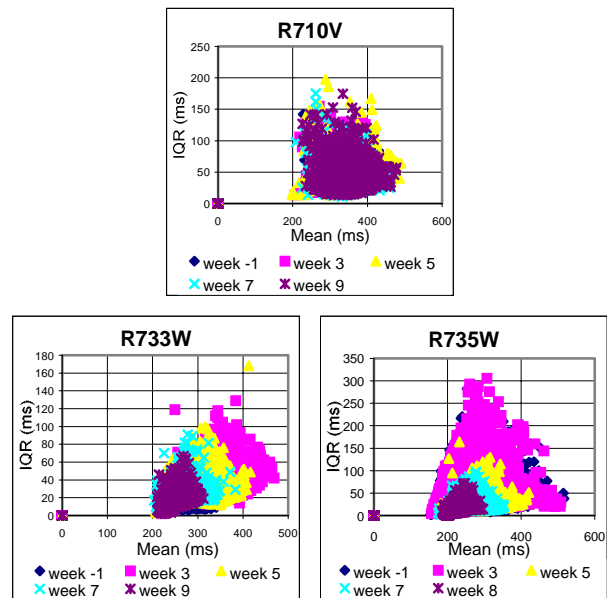 R710V
250
200
150
100
50
0
IQR (ms)
0 200 400 600
Mean (ms)
week -1 week 3 week 5
week 7 week 9
R733W
180
160
140
120
100
80
60
40
20
0
IQR (ms)
0 100 200 300 400 500
Mean (ms)
week -1 week 3 week 5
week 7 week 9
R735W
350
300
250
200
150
100
50
0
IQR (ms)
0 200 400 600
Mean (ms)
week -1 week 3 week 5
week 7 week 8